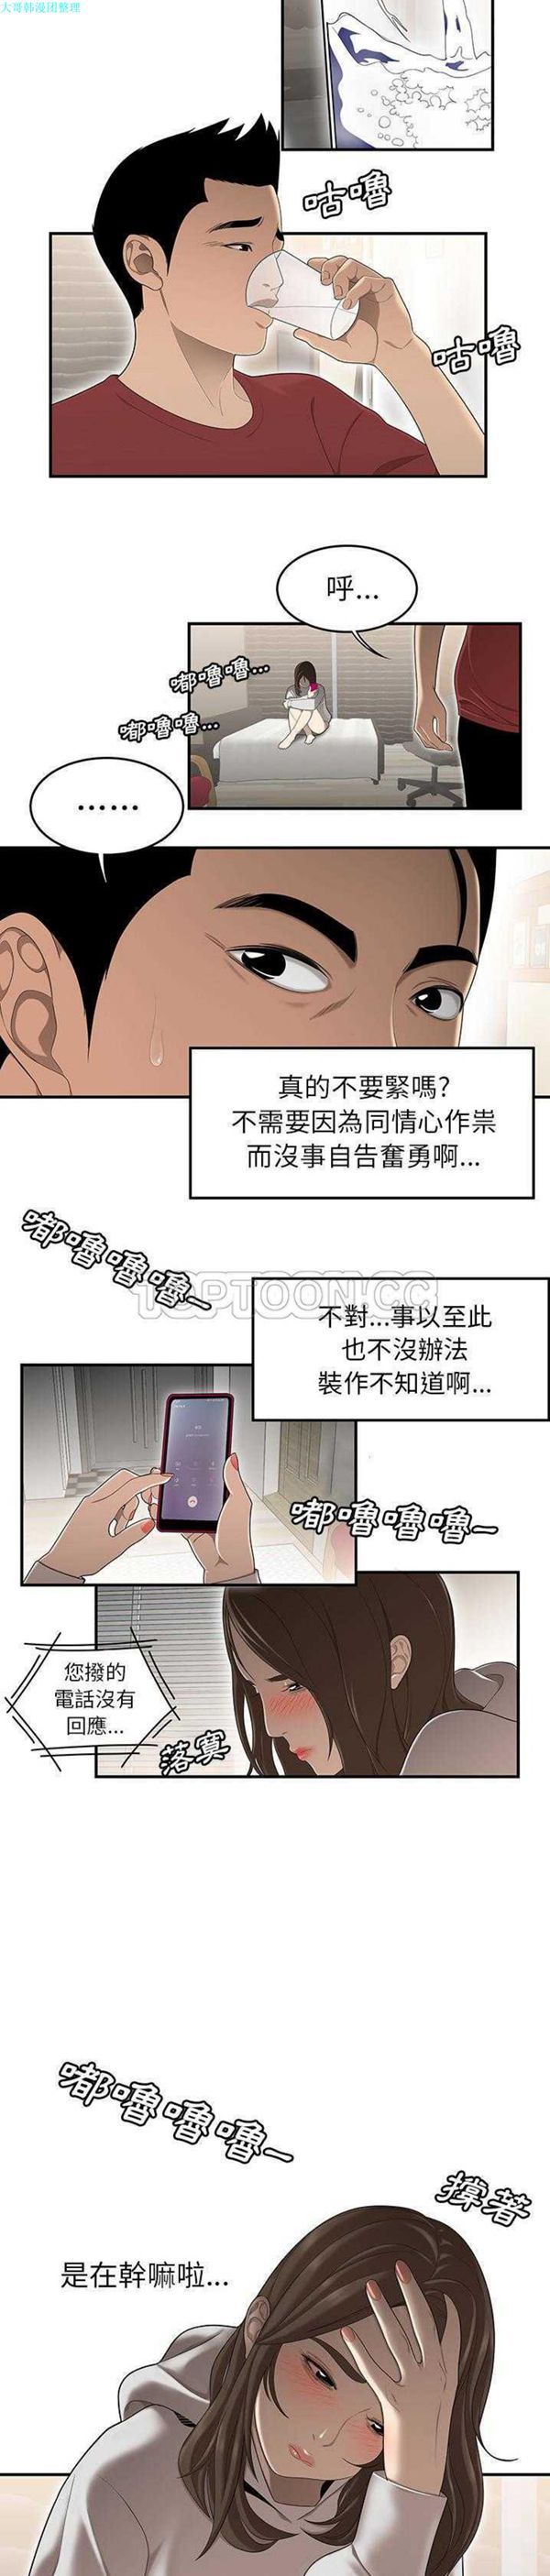 大哥韩漫团整理
咕嚕
咕嚕
呼...
嘟嚕嚕...
嘟嚕嚕...
……
真的不要緊嗎?
不需要因為同情心作祟
而沒事自告奮勇啊...
嘟嚕嚕嚕~
TOPTOON.CC
不對...事以至此
也不沒辦法
裝作不知道啊...
嘟嚕嚕嚕~
您撥的
電話沒有
回應...
落寞
嘟嚕嚕嚕~
撐著
是在幹嘛啦...